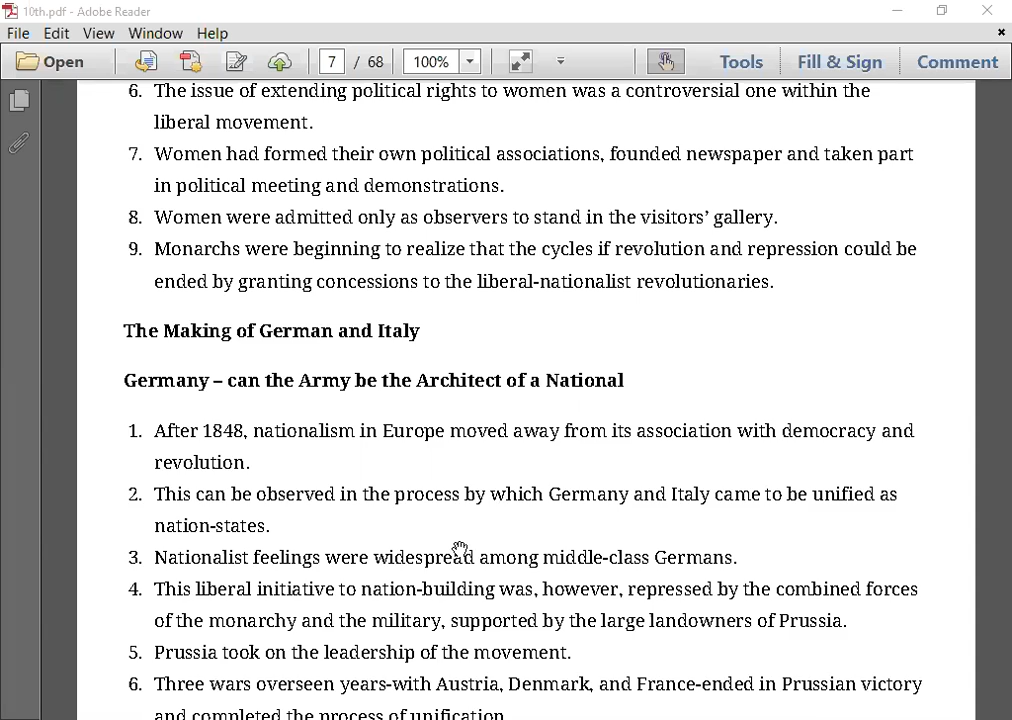 10th.pdf - Adobe Reader
File Edit View Window Help
Open 7 / 68 100% Tools Fill & Sign Comment
6. The issue of extending political rights to women was a controversial one within the
liberal movement.
7. Women had formed their own political associations, founded newspaper and taken part
in political meeting and demonstrations.
8. Women were admitted only as observers to stand in the visitors’ gallery.
9. Monarchs were beginning to realize that the cycles if revolution and repression could be
ended by granting concessions to the liberal-nationalist revolutionaries.
The Making of German and Italy
Germany – can the Army be the Architect of a National
1. After 1848, nationalism in Europe moved away from its association with democracy and
revolution.
2. This can be observed in the process by which Germany and Italy came to be unified as
nation-states.
3. Nationalist feelings were widespread among middle-class Germans.
4. This liberal initiative to nation-building was, however, repressed by the combined forces
of the monarchy and the military, supported by the large landowners of Prussia.
5. Prussia took on the leadership of the movement.
6. Three wars overseen years-with Austria, Denmark, and France-ended in Prussian victory
and completed the process of unification.